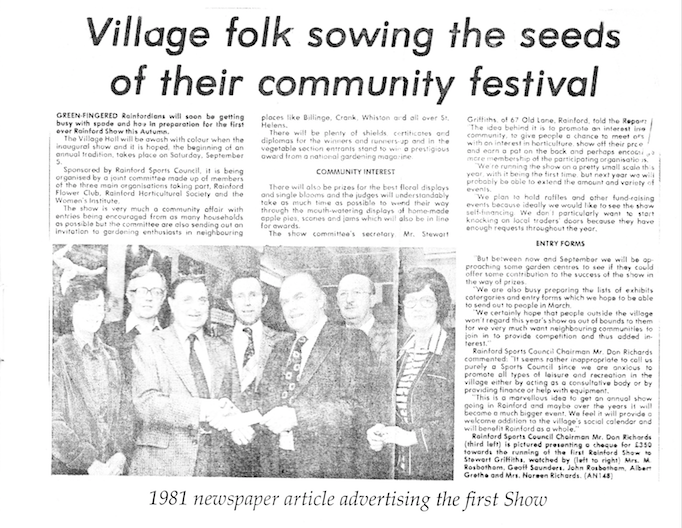 Village folk sowing the seeds
of their community festival
GREEN-FINGERED Rainfordians will soon be getting
busy with spade and hoe in preparation for the first
ever Rainford Show this Autumn.
The Village Hall will be awash with colour when the
inaugural show and it is hoped, the beginning of an
annual tradition, takes place on Saturday, September
5.
Sponsored by Rainford Sports Council, it is being
organised by a joint committee made up of members
of the three main organisations taking part, Rainford
Flower Club, Rainford Horticultural Society and the
Women's Institute.
The show is very much a community affair with
entries being encouraged from as many households
as possible but the committee are also sending out an
invitation to gardening enthusiasts in neighbouring
places like Billinge, Crank, Whiston and all over St.
Helens.
There will be plenty of shields, certificates and
diplomas for the winners and runners-up and in the
vegetable section entrants stand to win a prestigious
award from a national gardening magazine.
COMMUNITY INTEREST
There will also be prizes for the best floral displays
and single blooms and the judges will understandably
take as much time as possible to wend their way
through the mouth-watering displays of home-made
apple pies, scones and jams which will also be in line
for awards.
The show committee's secretary, Mr. Stewart
Griffiths, of 67 Old Lane, Rainford, told the Report
"The idea behind it is to promote an interest in
community, to give people a chance to meet
with an interest in horticulture, show off their
and earn a pat on the back and perhaps
more membership of the participating organisations.
"We're running the show on a pretty small scale this
year, with it being the first time, but next year we will
probably be able to extend the amount and variety of
events.
"We plan to hold raffles and other fund-raising
events because ideally we would like to see the show
self-financing. We don't particularly want to start
knocking on local traders' doors because they have
enough requests throughout the year.
ENTRY FORMS
"But between now and September we will be ap-
proaching some garden centres to see if they could
offer some contribution to the success of the show in
the way of prizes.
"We are also busy preparing the lists of exhibits
catergories and entry forms which we hope to be able
to send out to people in March.
"We certainly hope that people outside the village
won't regard this year's show as out of bounds to them
for we very much want neighbouring communities to
join in to provide competition and thus added in-
terest."
Rainford Sports Council Chairman Mr. Don Richards
commented: "It seems rather inappropriate to call us
purely a Sports Council since we are anxious to
promote all types of leisure and recreation in the
village either by acting as a consultative body or by
providing finance or help with equipment.
"This is a marvellous idea to get an annual show
going in Rainford and maybe over the years it will
become a much bigger event. We feel it will provide a
welcome addition to the village's social calendar and
will benefit Rainford as a whole."
Rainford Sports Council Chairman Mr. Don Richards
(third left) is pictured presenting a cheque for £350
towards the running of the first Rainford Show to
Stewart Griffiths, watched by (left to right) Mrs. M.
Rosbotham, Geoff Saunders, John Rosbotham, Albert
Grethe and Mrs. Noreen Richards. (AN148)
1981 newspaper article advertising the first Show